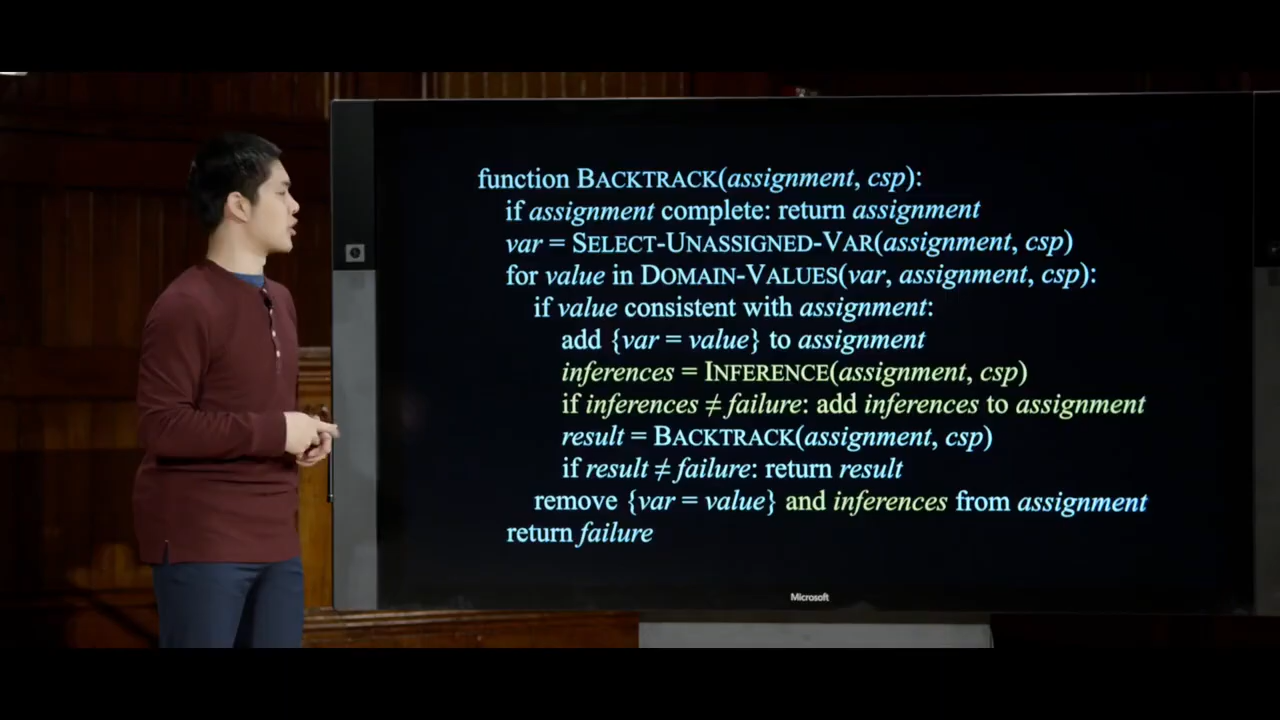 function BACKTRACK(assignment, csp):
if assignment complete: return assignment
var = SELECT-UNASSIGNED-VAR(assignment, csp)
for value in DOMAIN-VALUES(var, assignment, csp):
if value consistent with assignment:
add {var = value} to assignment
inferences = INFERENCE(assignment, csp)
if inferences ≠ failure: add inferences to assignment
result = BACKTRACK(assignment, csp)
if result ≠ failure: return result
remove {var = value} and inferences from assignment
return failure
Microsoft